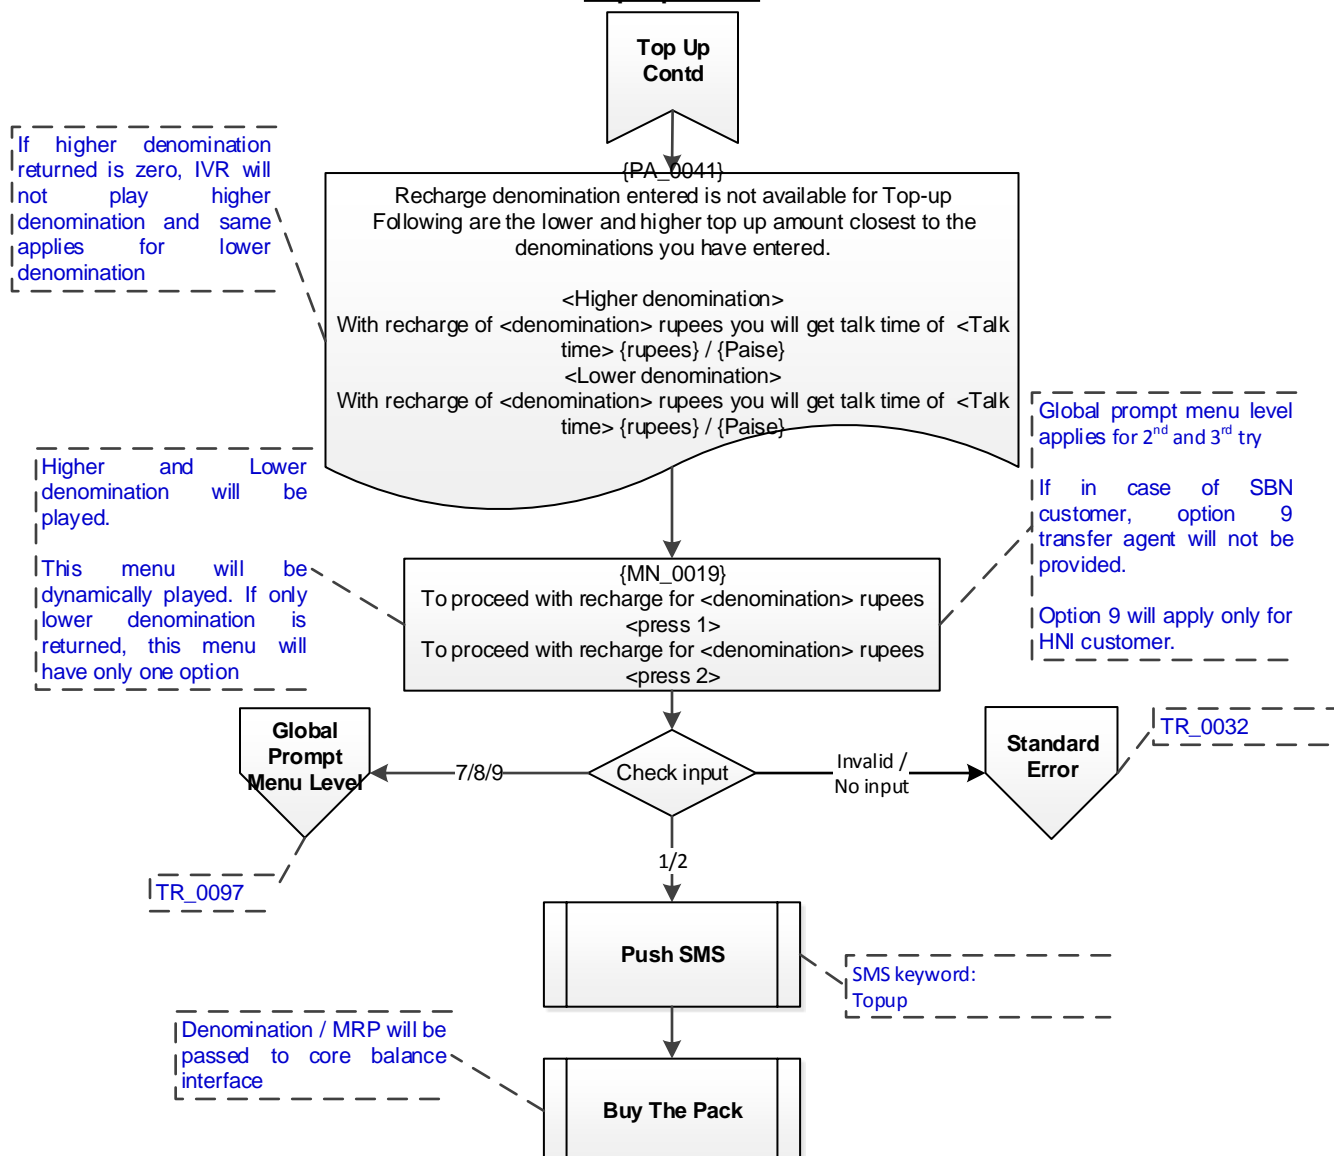 Top Up
Contd
If higher denomination
returned is zero, IVR will
not play higher
denomination and same
applies for lower
denomination
{PA_0041}
Recharge denomination entered is not available for Top-up
Following are the lower and higher top up amount closest to the
denominations you have entered.
<Higher denomination>
With recharge of <denomination> rupees you will get talk time of <Talk
time> {rupees} / {Paise}
<Lower denomination>
With recharge of <denomination> rupees you will get talk time of <Talk
time> {rupees} / {Paise}
Global prompt menu level
applies for 2nd and 3rd try
If in case of SBN
customer, option 9
transfer agent will not be
provided.
Option 9 will apply only for
HNI customer.
Higher and Lower
denomination will be
played.
This menu will be
dynamically played. If only
lower denomination is
returned, this menu will
have only one option
{MN_0019}
To proceed with recharge for <denomination> rupees
<press 1>
To proceed with recharge for <denomination> rupees
<press 2>
Global
Prompt
Menu Level
7/8/9
Check input
Invalid /
No input
Standard
Error
TR_0032
TR_0097
1/2
Push SMS
SMS keyword:
Topup
Denomination / MRP will be
passed to core balance
interface
Buy The Pack